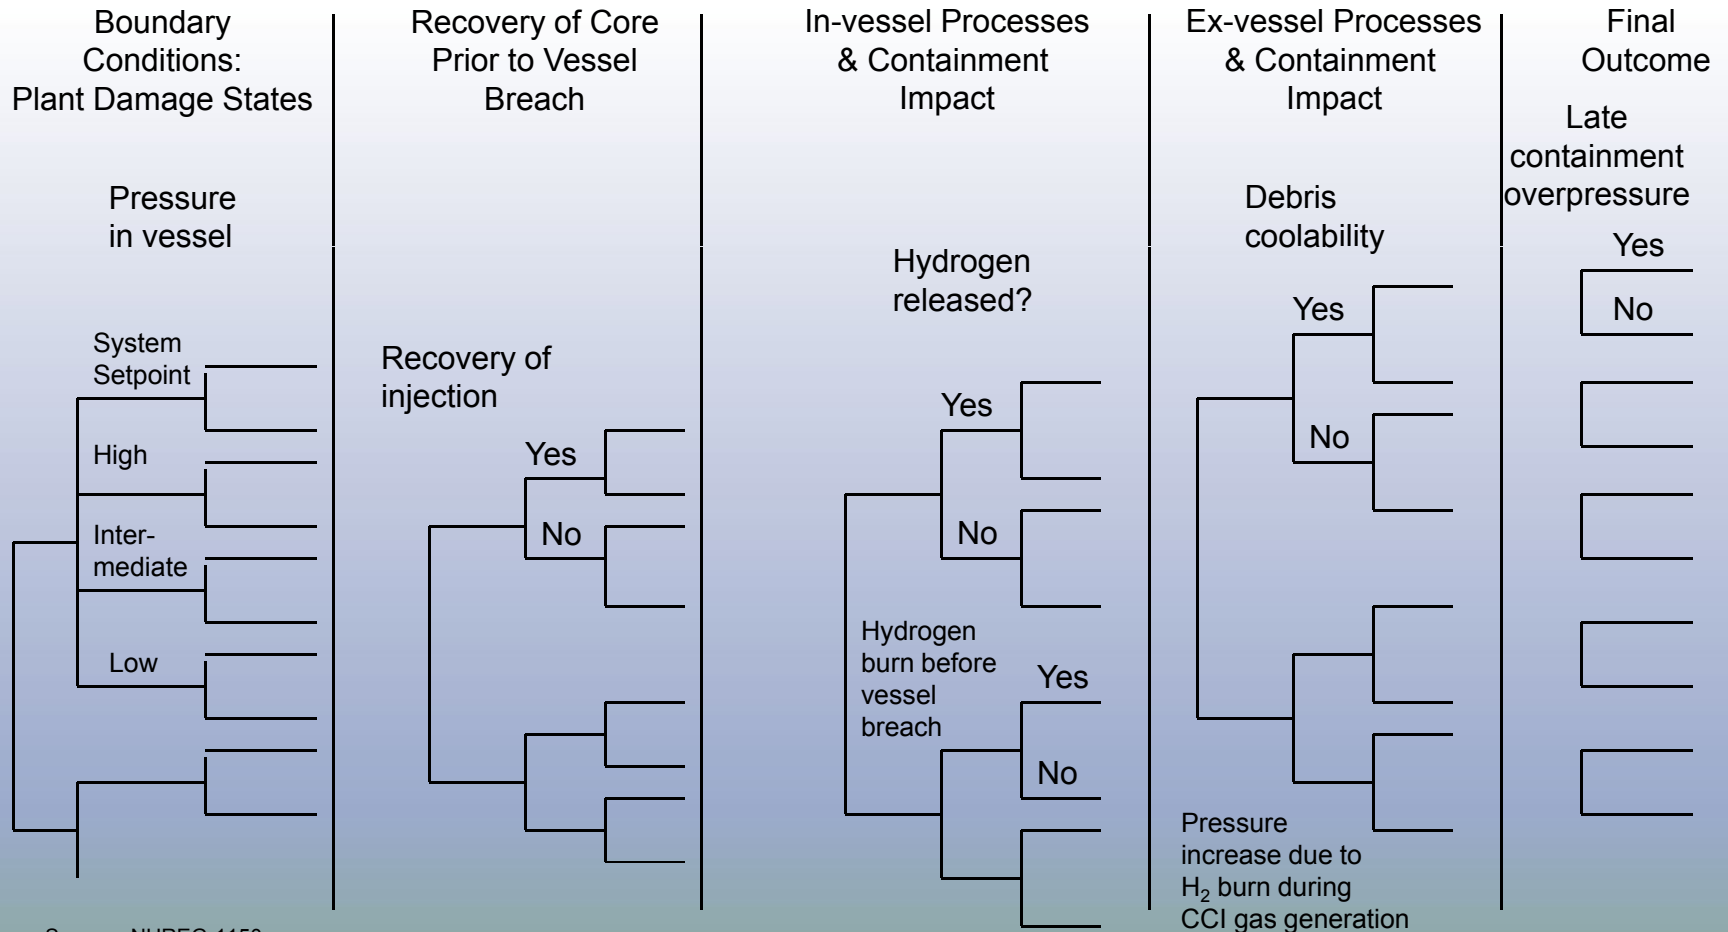 Boundary
Conditions:
Plant Damage States
Recovery of Core
Prior to Vessel
Breach
In-vessel Processes
& Containment
Impact
Ex-vessel Processes
& Containment
Impact
Final
Outcome
Pressure
in vessel
System
Setpoint
High
Inter-
mediate
Low
Recovery of
injection
Yes
No
Hydrogen
released?
Yes
No
Hydrogen
burn before
vessel
breach
Yes
No
Debris
coolability
Yes
No
Pressure
increase due to
H₂ burn during
CCI gas generation
Late
containment
overpressure
Yes
No
NUREG-1150